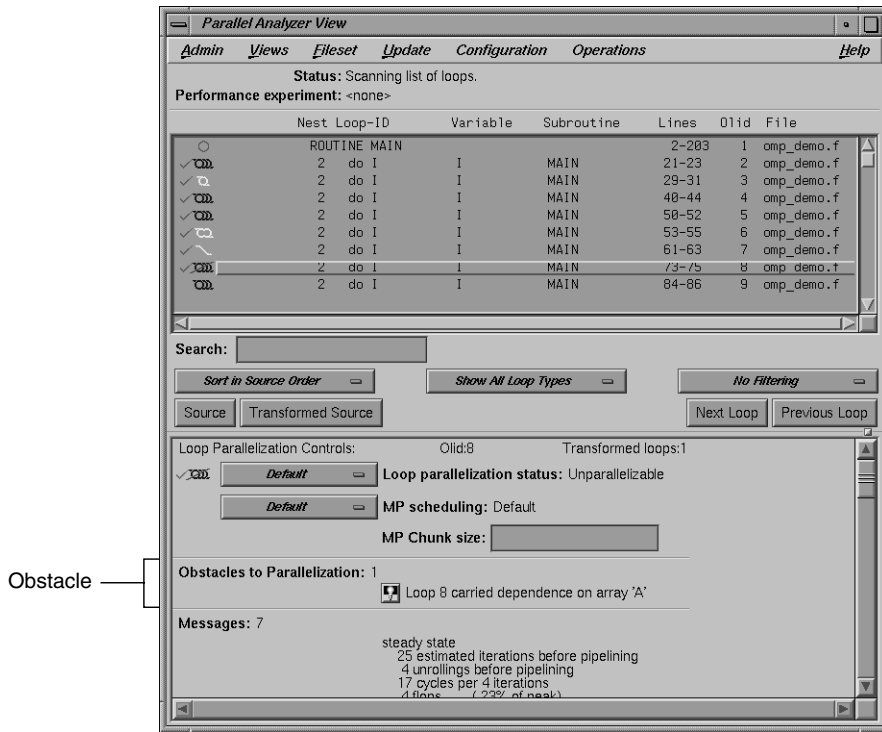 Parallel Analyzer View
Admin Views Fileset Update Configuration Operations Help
Status: Scanning list of loops.
Performance experiment: <none>
Nest Loop-ID Variable Subroutine Lines Olid File
ROUTINE MAIN 2-203 1 omp_demo.f
2 do I I MAIN 21-23 2 omp_demo.f
2 do I I MAIN 29-31 3 omp_demo.f
2 do I I MAIN 40-44 4 omp_demo.f
2 do I I MAIN 50-52 5 omp_demo.f
2 do I I MAIN 53-55 6 omp_demo.f
2 do I I MAIN 61-63 7 omp_demo.f
2 do I I MAIN 73-75 8 omp_demo.f
2 do I I MAIN 84-86 9 omp_demo.f
Search:
Sort in Source Order Show All Loop Types No Filtering
Source Transformed Source Next Loop Previous Loop
Loop Parallelization Controls: Olid:8 Transformed loops:1
Default Loop parallelization status: Unparallelizable
Default MP scheduling: Default
MP Chunk size:
Obstacle
Obstacles to Parallelization: 1
Loop 8 carried dependence on array 'A'
Messages: 7
steady state
25 estimated iterations before pipelining
4 unrollings before pipelining
17 cycles per 4 iterations
4 flops ( 23% of peak)